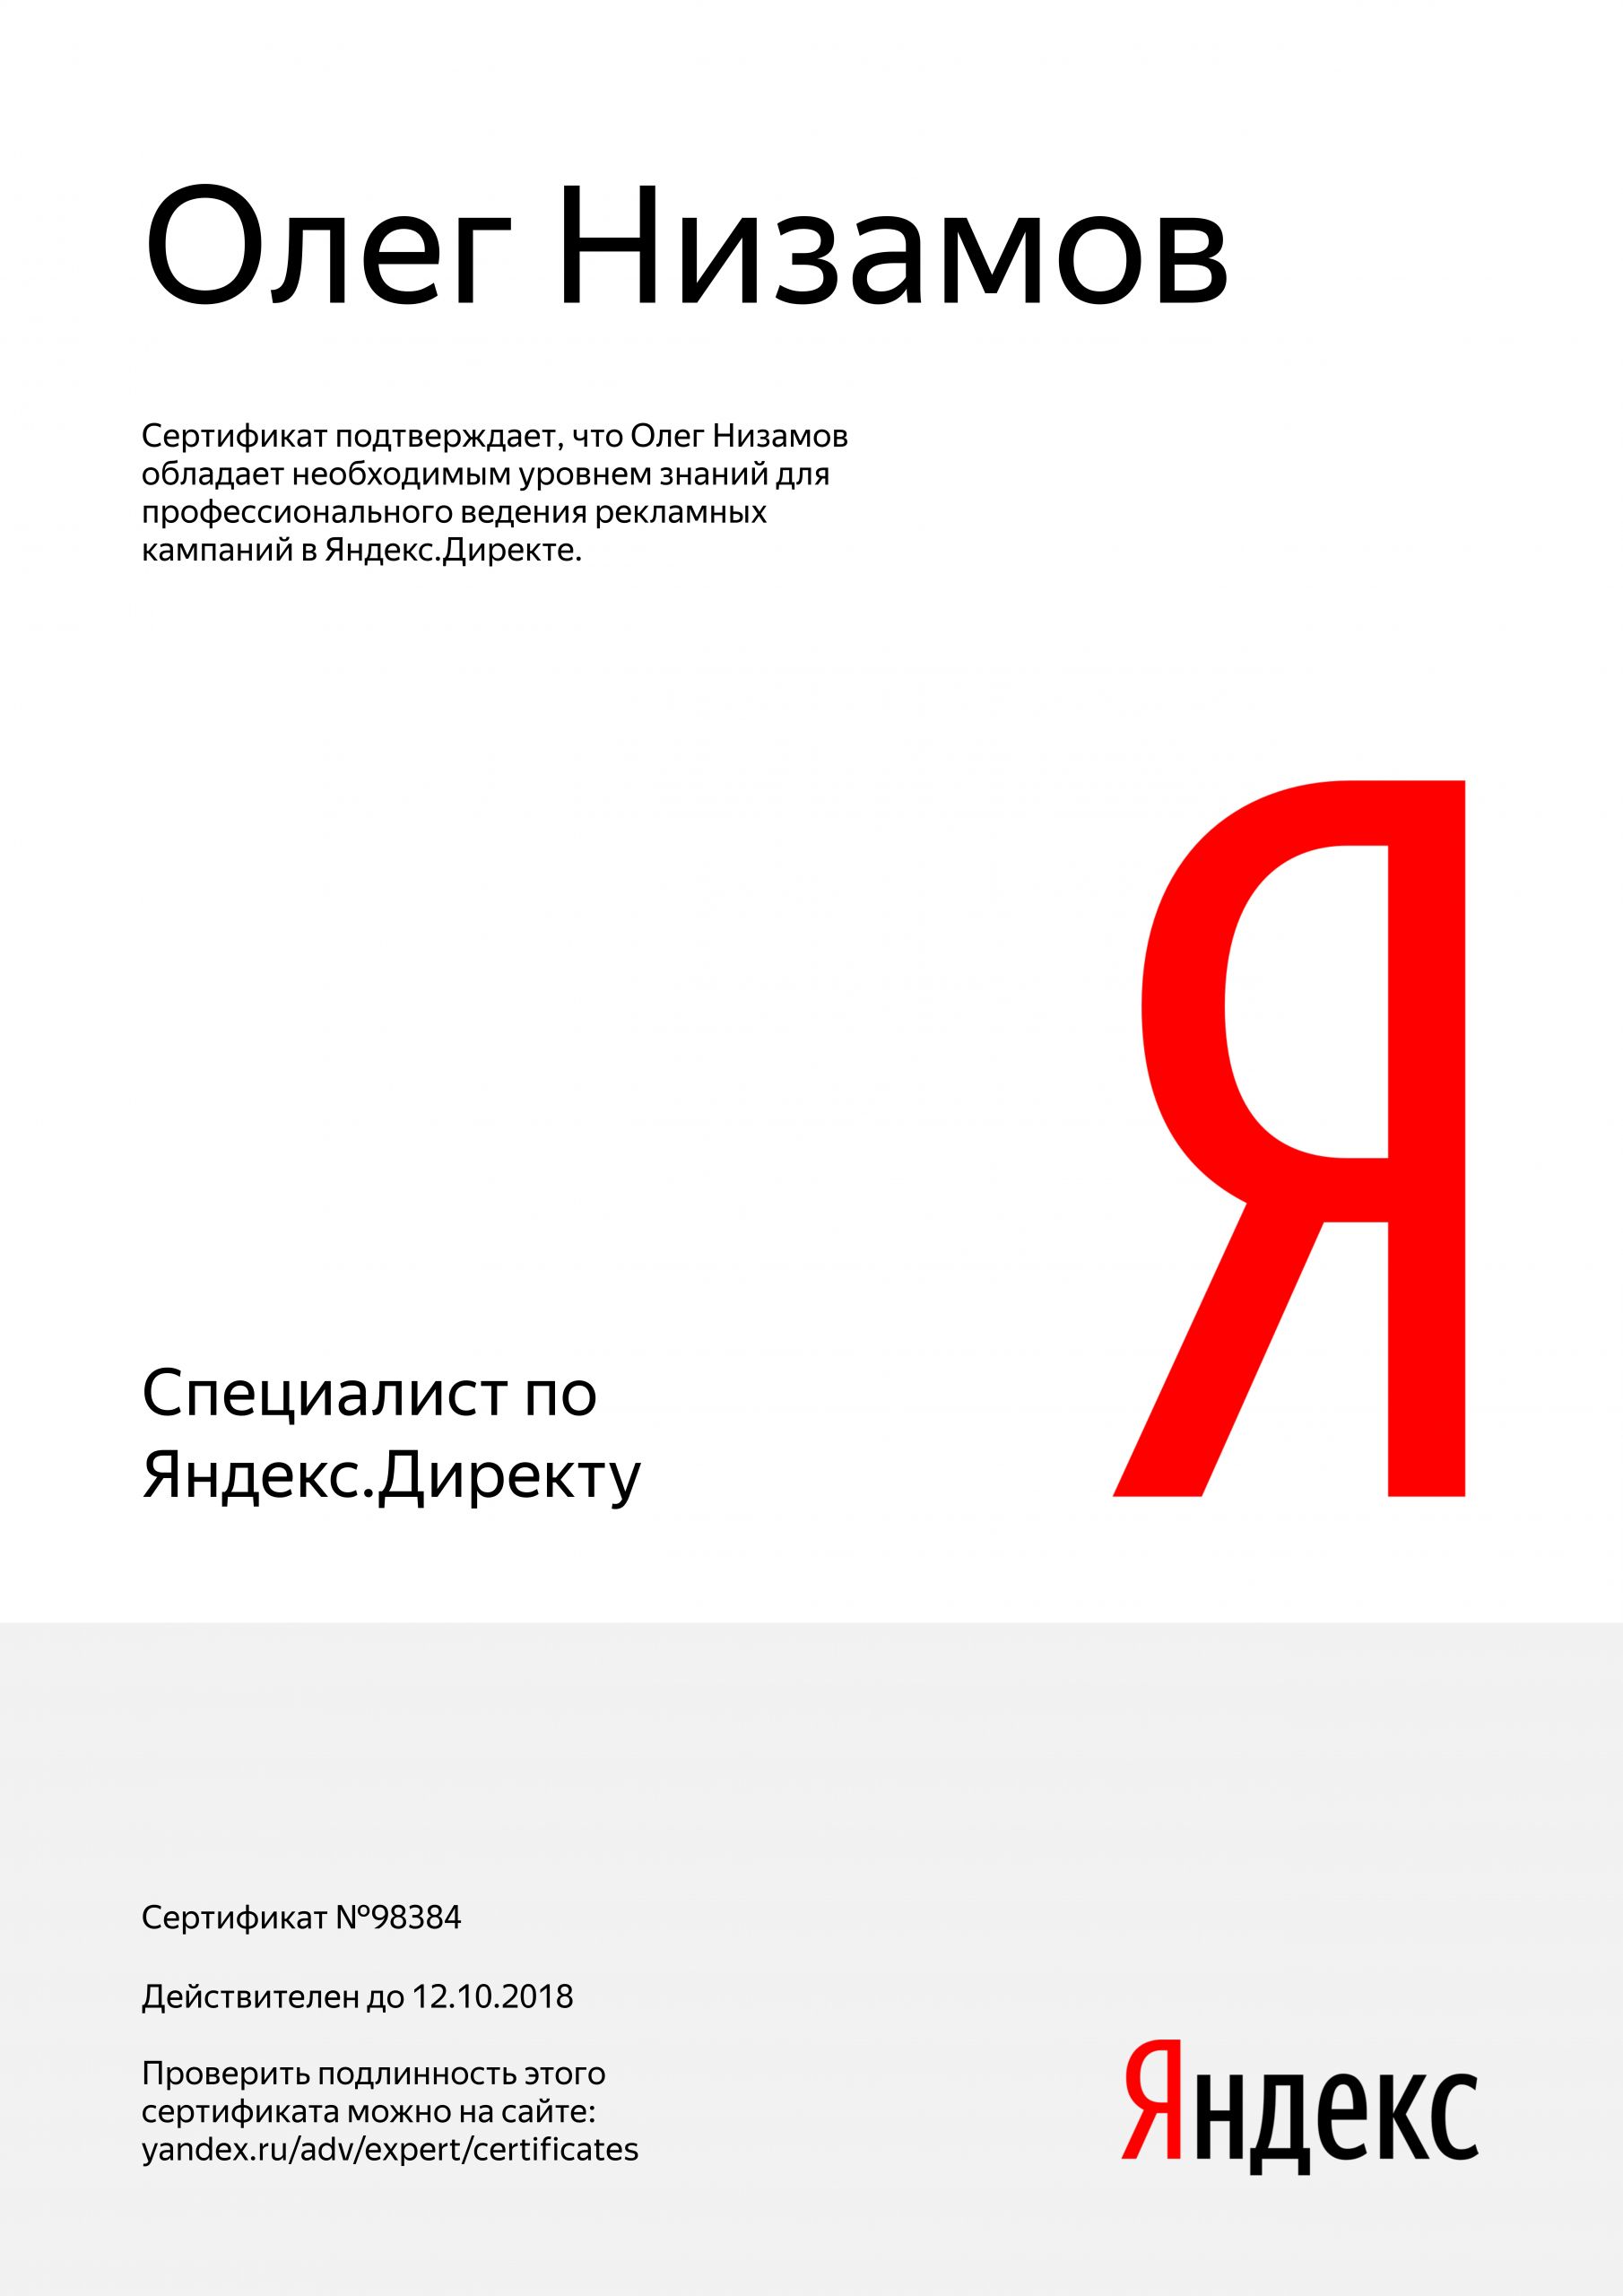 Олег Низамов
Сертификат подтверждает, что Олег Низамов
обладает необходимым уровнем знаний для
профессионального ведения рекламных
кампаний в Яндекс.Директе.
Я
Специалист по
Яндекс.Директу
Сертификат №98384
Действителен до 12.10.2018
Проверить подлинность этого
сертификата можно на сайте:
yandex.ru/adv/expert/certificates
Яндекс